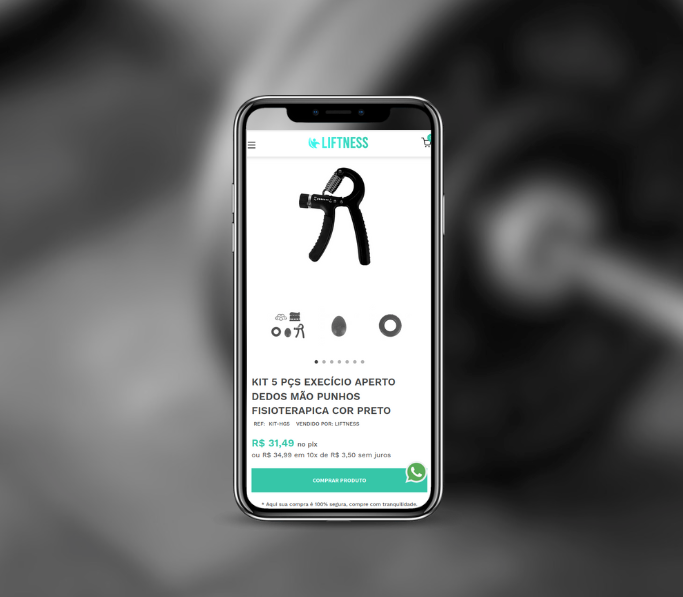 LIFTNESS
KIT 5 PÇS EXECÍCIO APERTO
DEDOS MÃO PUNHOS
FISIOTERAPICA COR PRETO
REF: KIT-HG5 VENDIDO POR: LIFTNESS
R$ 31,49 no pix
ou R$ 34,99 em 10x de R$ 3,50 sem juros
COMPRAR PRODUTO
* Aqui sua compra é 100% segura, compre com tranquilidade.